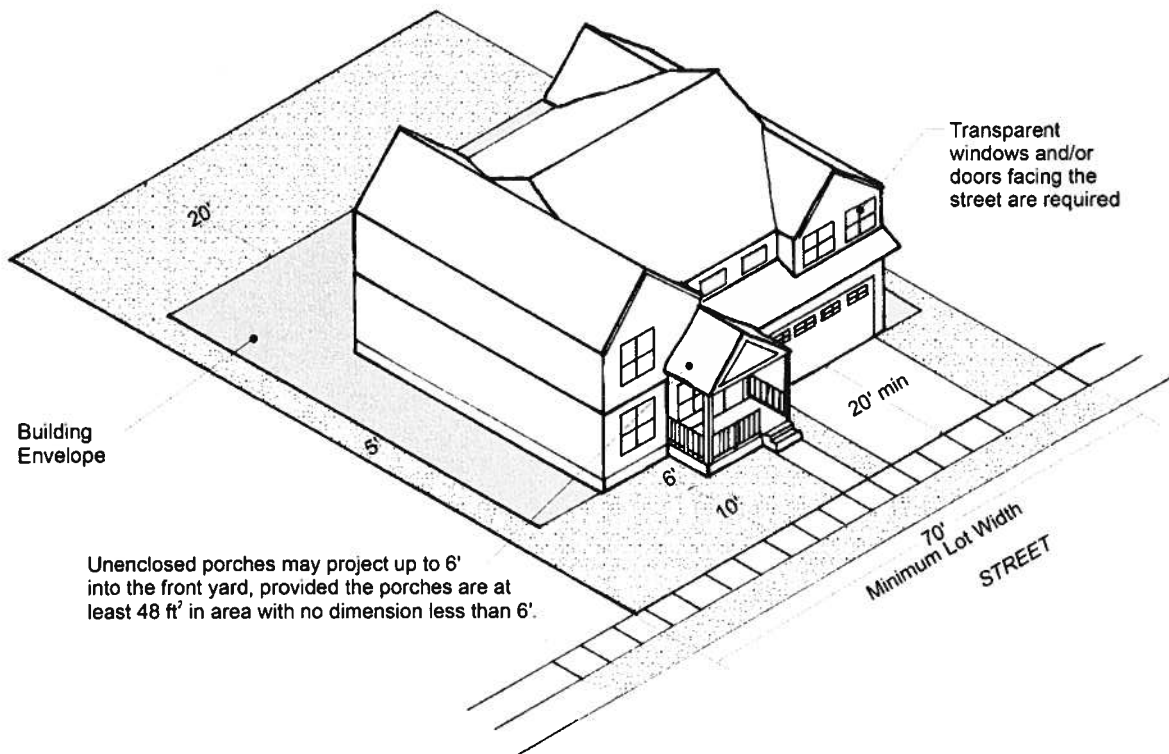 Transparent
windows and/or
doors facing the
street are required
20'
20' min
Building
Envelope
5'
6'
10'
70'
Minimum Lot Width
STREET
Unenclosed porches may project up to 6'
into the front yard, provided the porches are at
least 48 ft² in area with no dimension less than 6'.